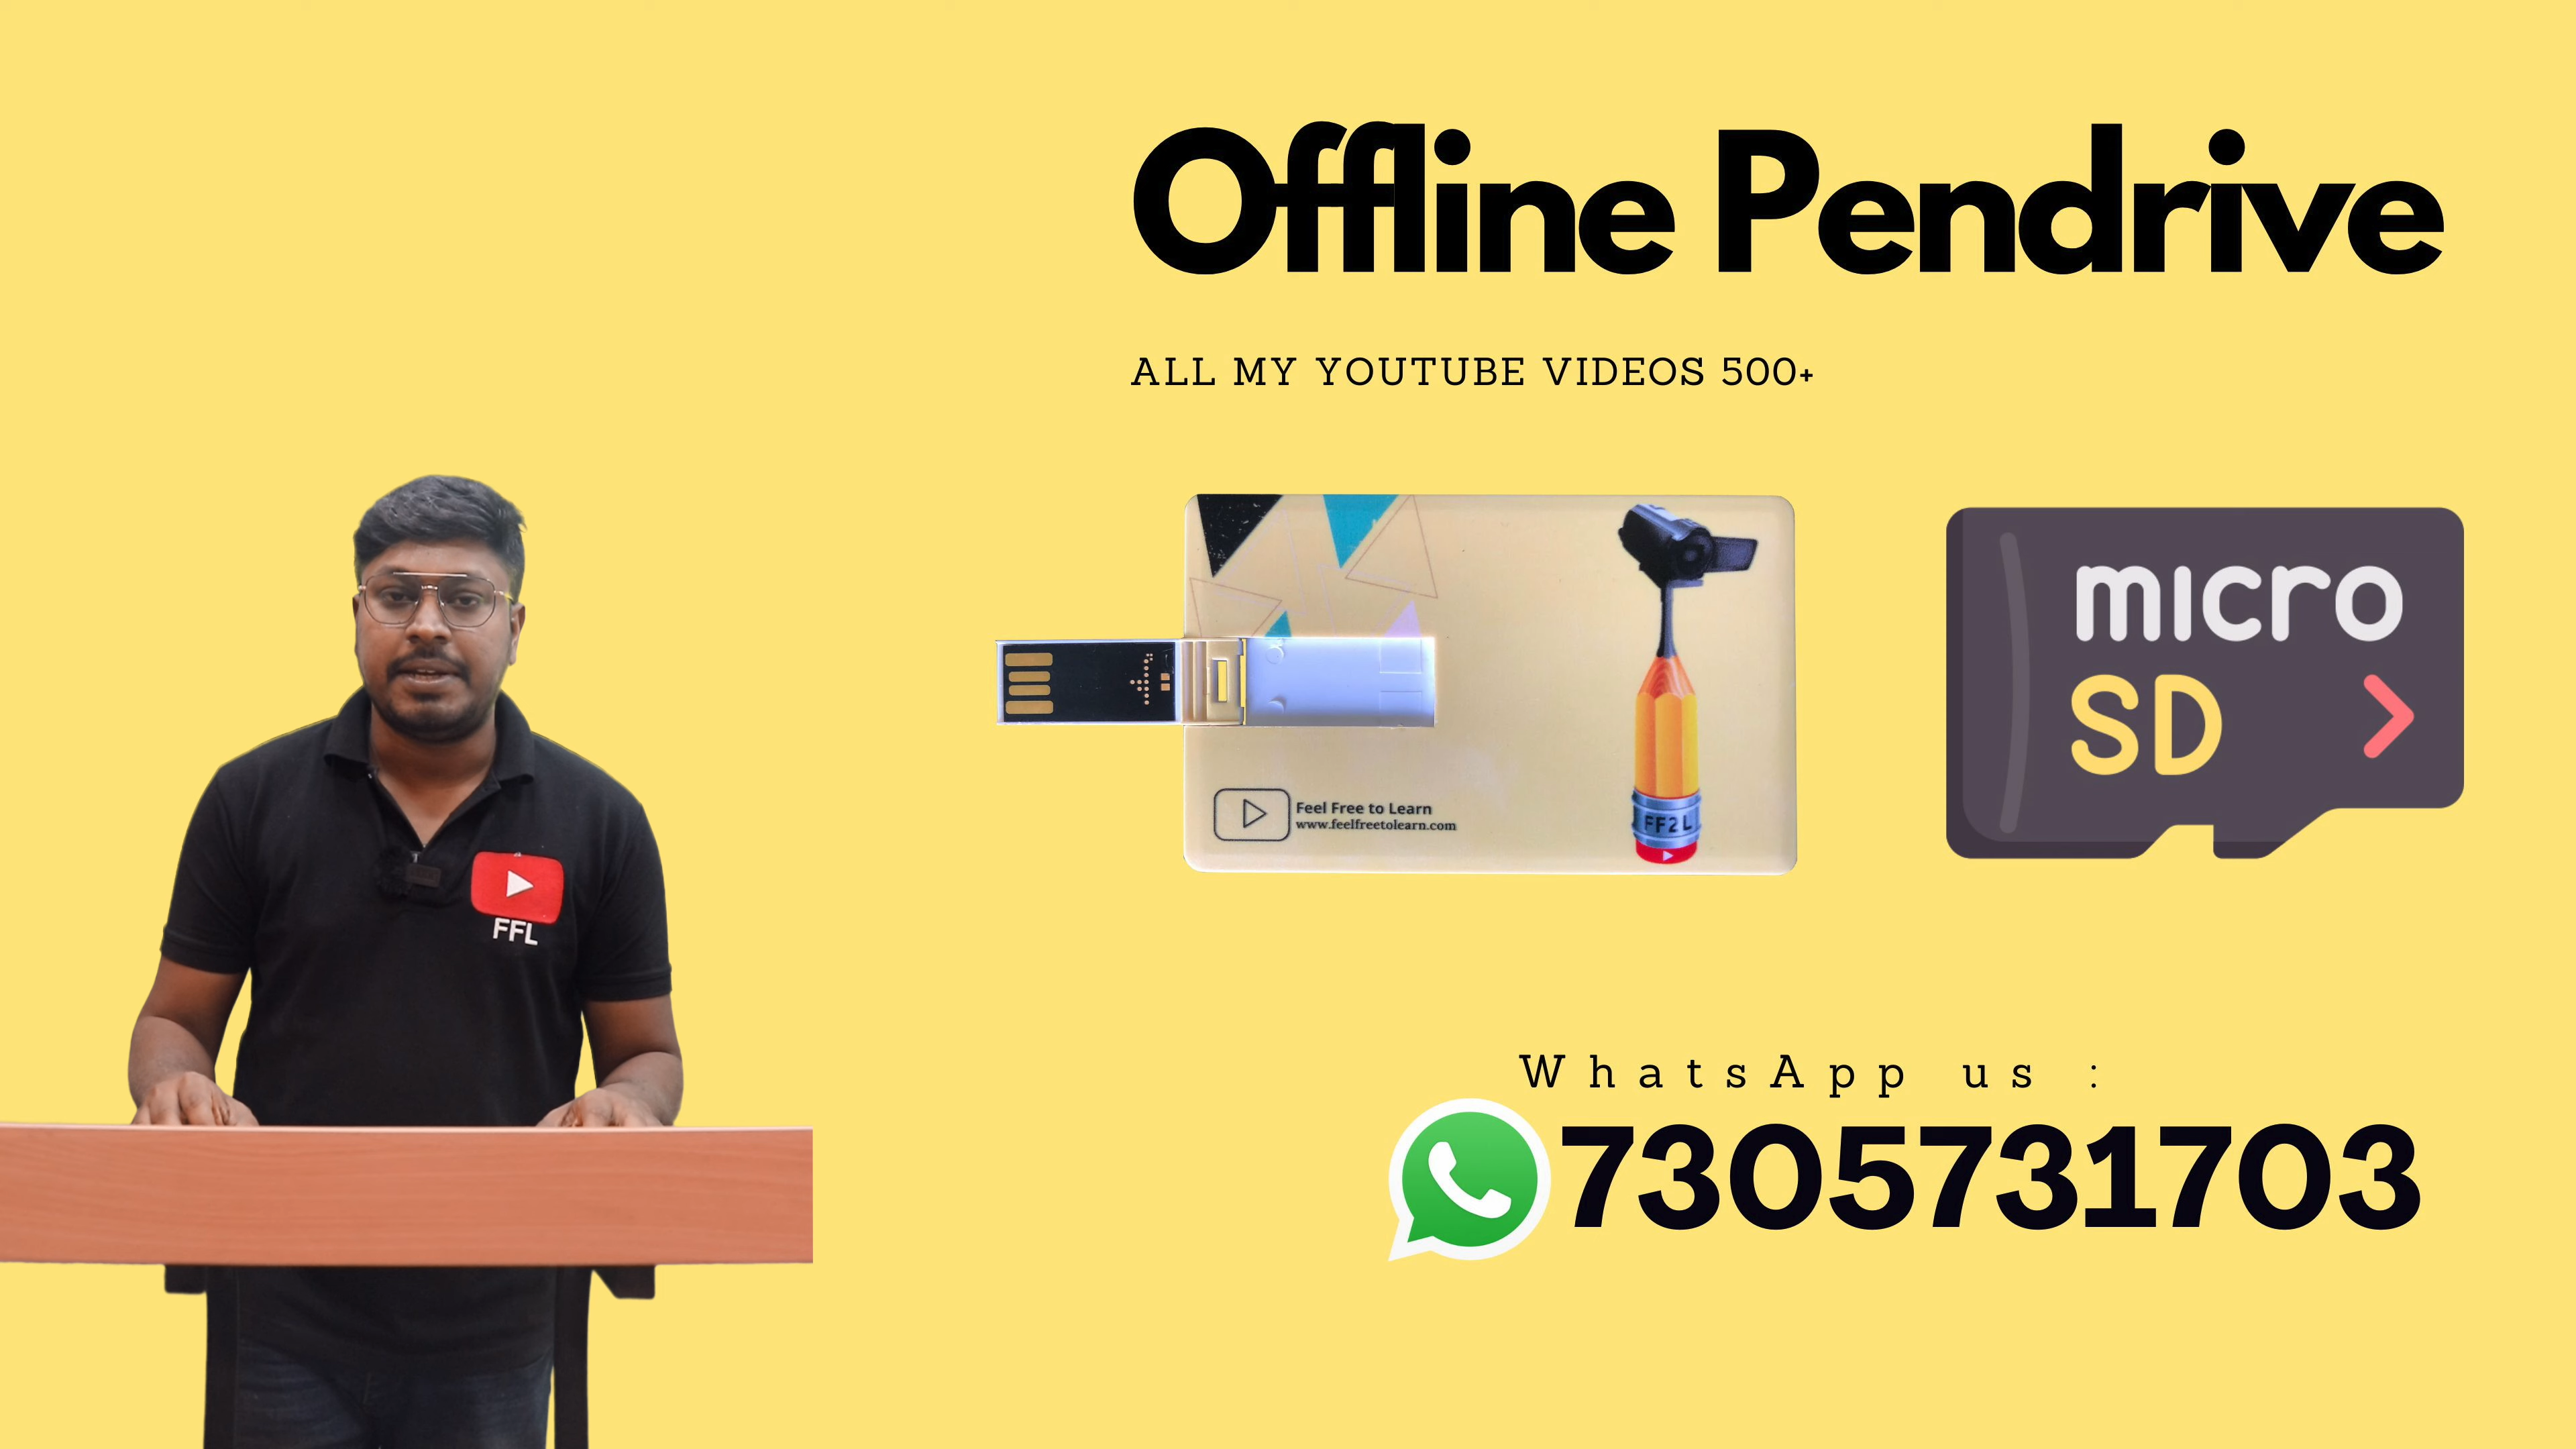 Offline Pendrive
ALL MY YOUTUBE VIDEOS 500+
micro
SD
Feel Free to Learn
www.feelfreetolearn.com
FF2L
FFL
WhatsApp us :
7305731703